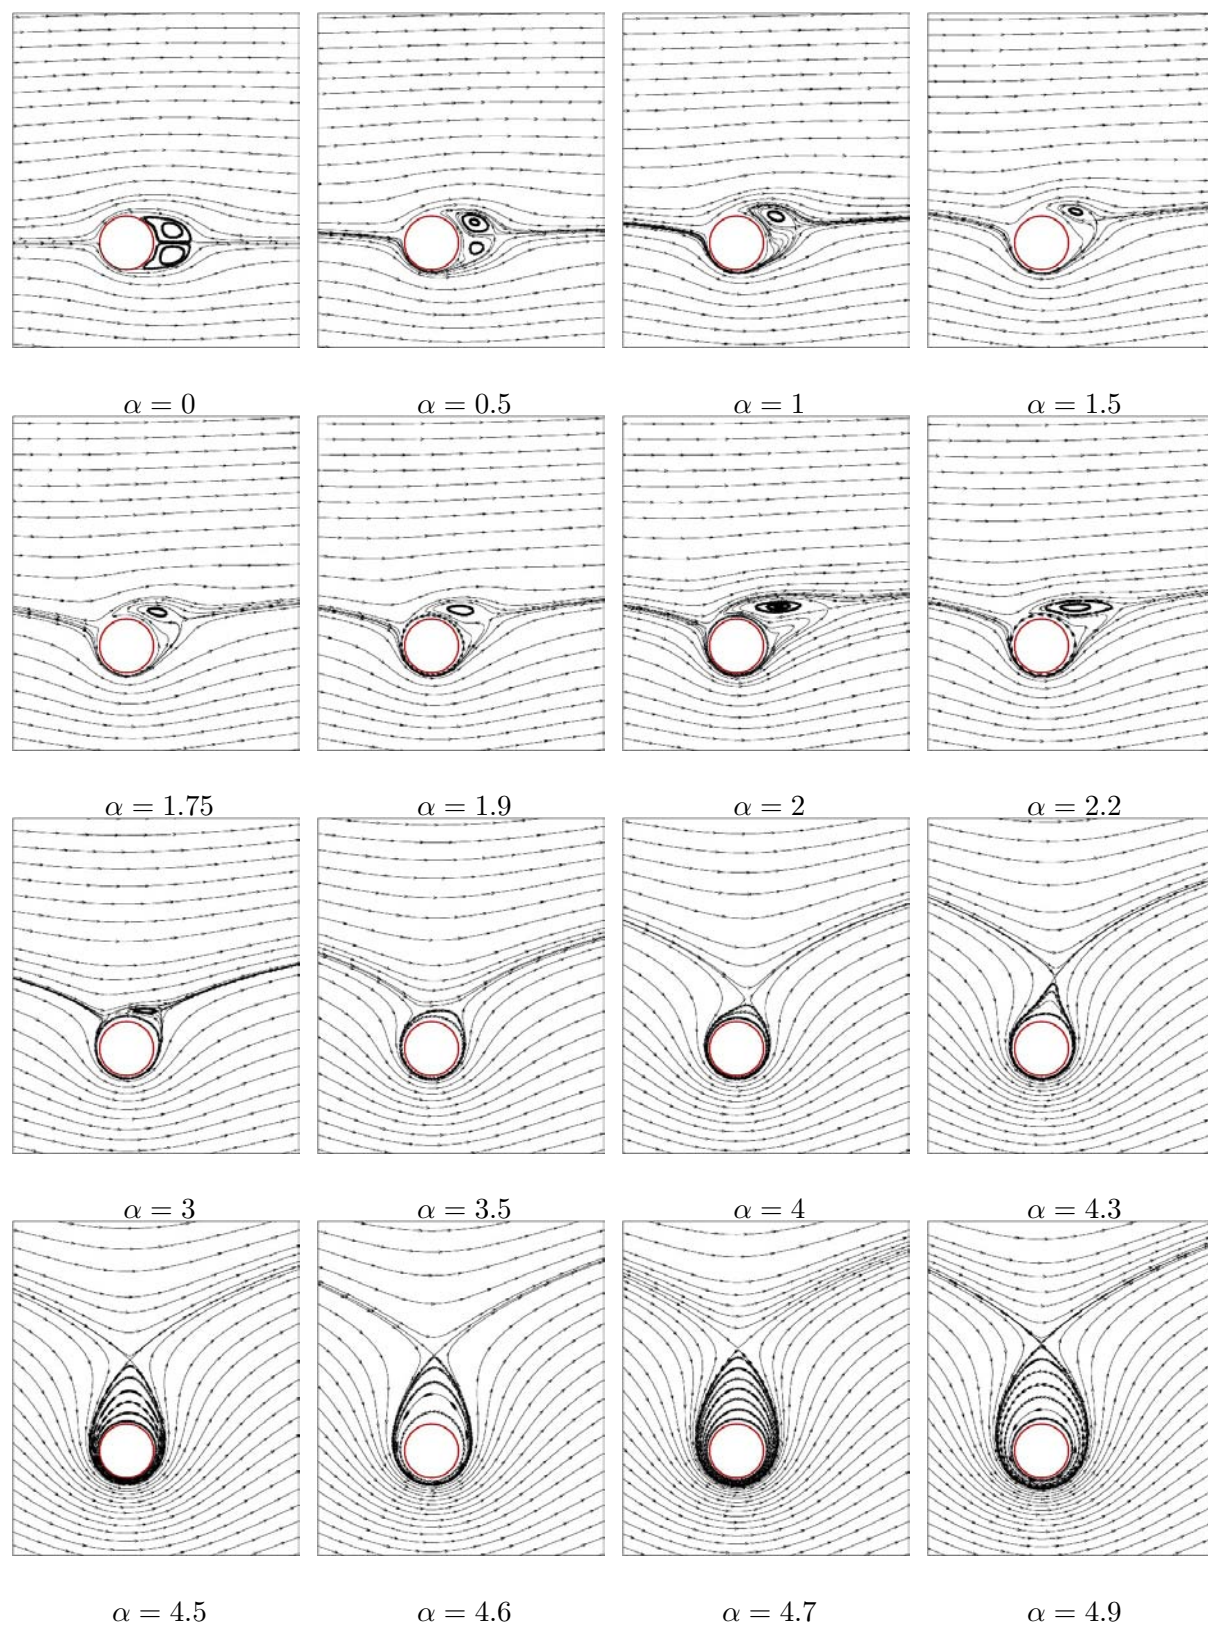 α = 0 α = 0.5 α = 1 α = 1.5
α = 1.75 α = 1.9 α = 2 α = 2.2
α = 3 α = 3.5 α = 4 α = 4.3
α = 4.5 α = 4.6 α = 4.7 α = 4.9